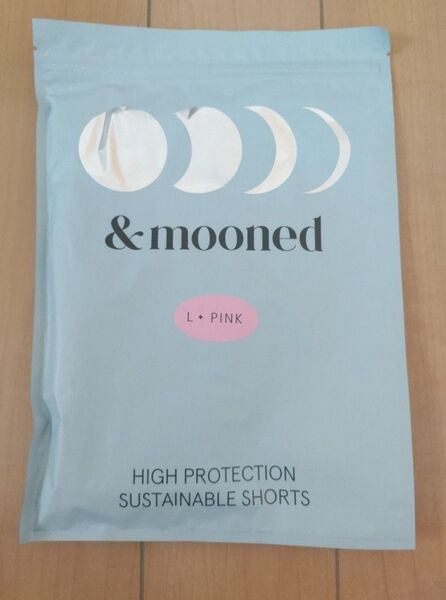 &mooned
L • PINK
HIGH PROTECTION
SUSTAINABLE SHORTS